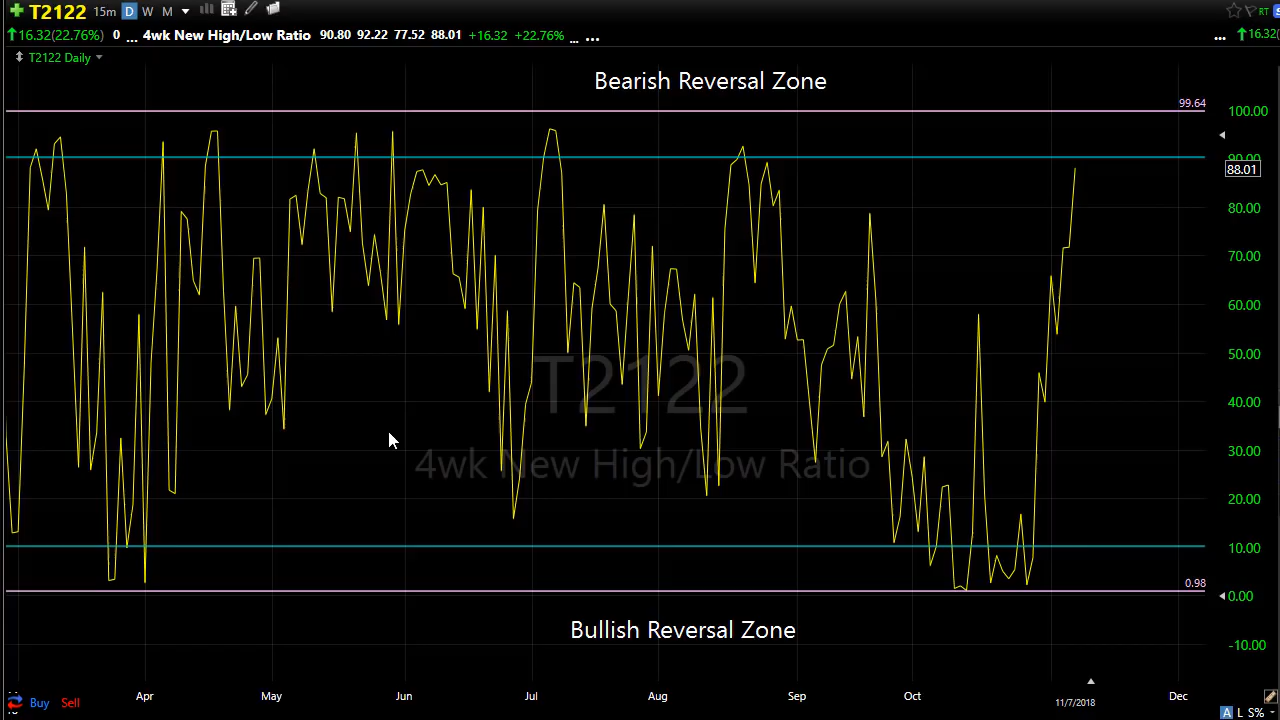 T2122 15m D W M RT
16.32(22.76%) 0 ... 4wk New High/Low Ratio 90.80 92.22 77.52 88.01 +16.32 +22.76% ... ... ... 16.32(
T2122 Daily
Bearish Reversal Zone
99.64
100.00
90.00
88.01
80.00
70.00
60.00
50.00
T2122
40.00
4wk New High/Low Ratio
30.00
20.00
10.00
0.98
0.00
Bullish Reversal Zone
-10.00
Apr May Jun Jul Aug Sep Oct Dec
Buy Sell 11/7/2018
A L S%